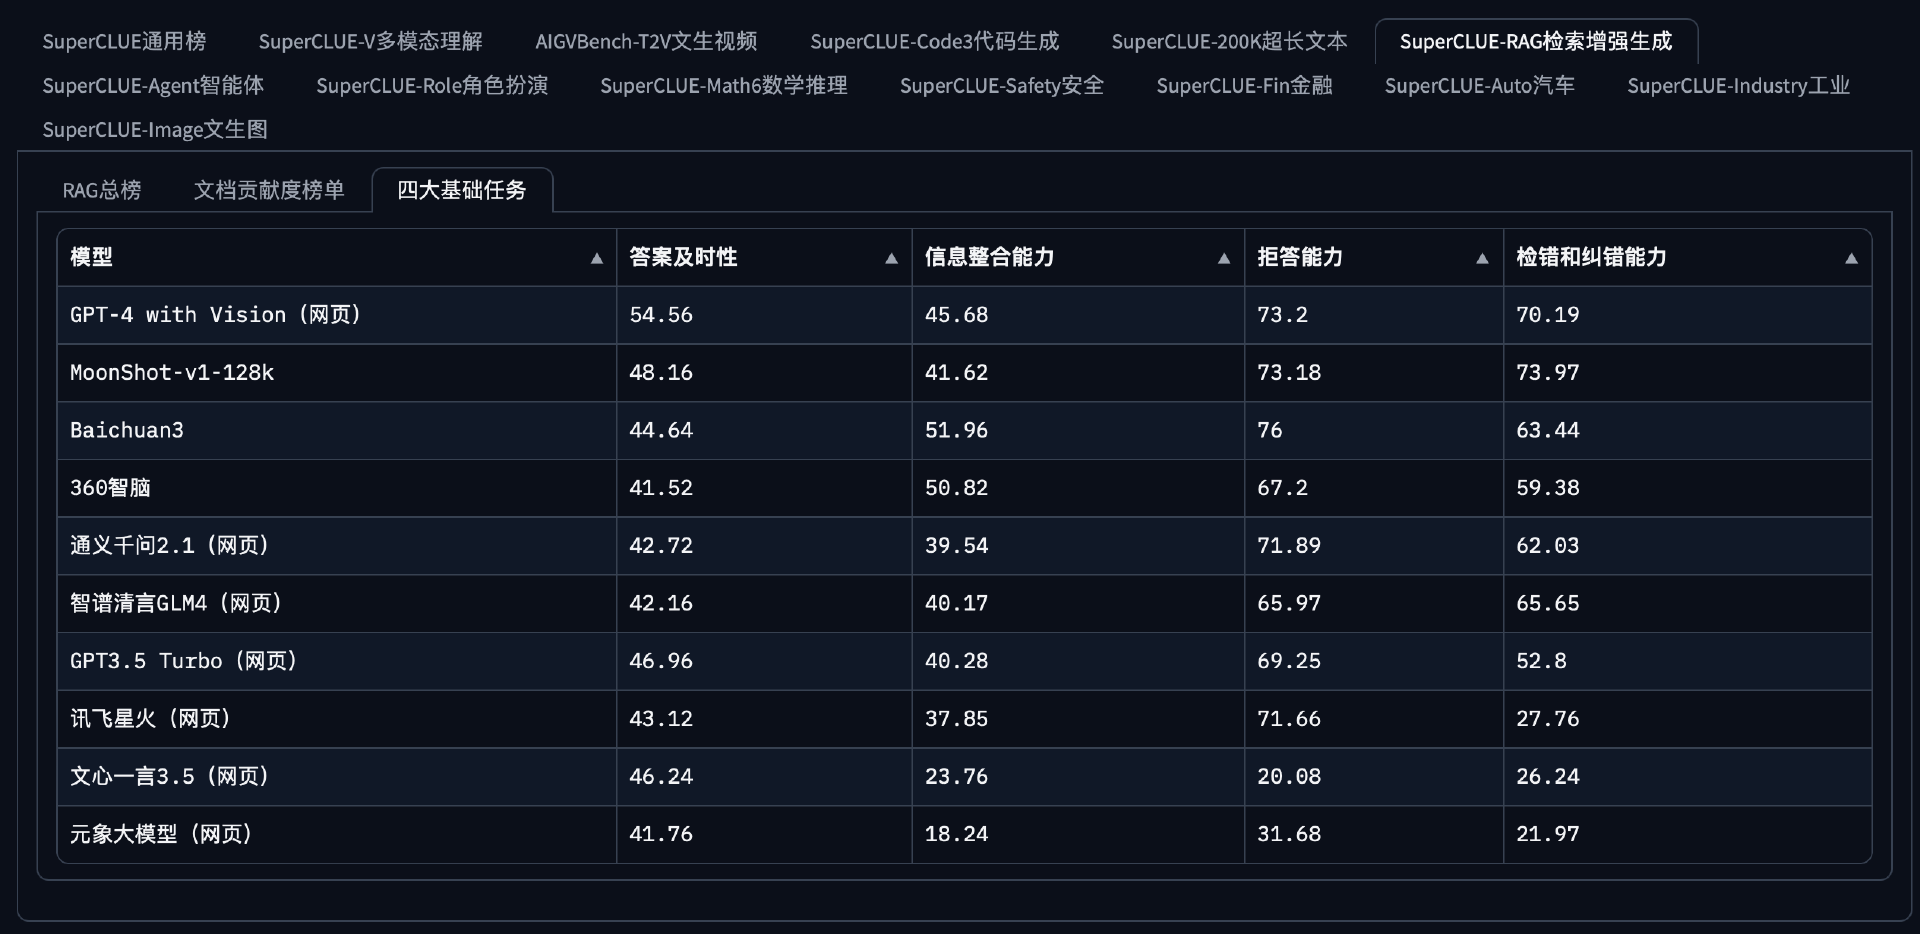 SuperCLUE通用榜 SuperCLUE-V多模态理解 AIGVBench-T2V文生视频 SuperCLUE-Code3代码生成 SuperCLUE-200K超长文本 SuperCLUE-RAG检索增强生成
SuperCLUE-Agent智能体 SuperCLUE-Role角色扮演 SuperCLUE-Math6数学推理 SuperCLUE-Safety安全 SuperCLUE-Fin金融 SuperCLUE-Auto汽车 SuperCLUE-Industry工业
SuperCLUE-Image文生图
RAG总榜 文档贡献度榜单 四大基础任务
模型 ▲ 答案及时性 ▲ 信息整合能力 ▲ 拒答能力 ▲ 检错和纠错能力 ▲
GPT-4 with Vision (网页) 54.56 45.68 73.2 70.19
MoonShot-v1-128k 48.16 41.62 73.18 73.97
Baichuan3 44.64 51.96 76 63.44
360智脑 41.52 50.82 67.2 59.38
通义千问2.1 (网页) 42.72 39.54 71.89 62.03
智谱清言GLM4 (网页) 42.16 40.17 65.97 65.65
GPT3.5 Turbo (网页) 46.96 40.28 69.25 52.8
讯飞星火 (网页) 43.12 37.85 71.66 27.76
文心一言3.5 (网页) 46.24 23.76 20.08 26.24
元象大模型 (网页) 41.76 18.24 31.68 21.97